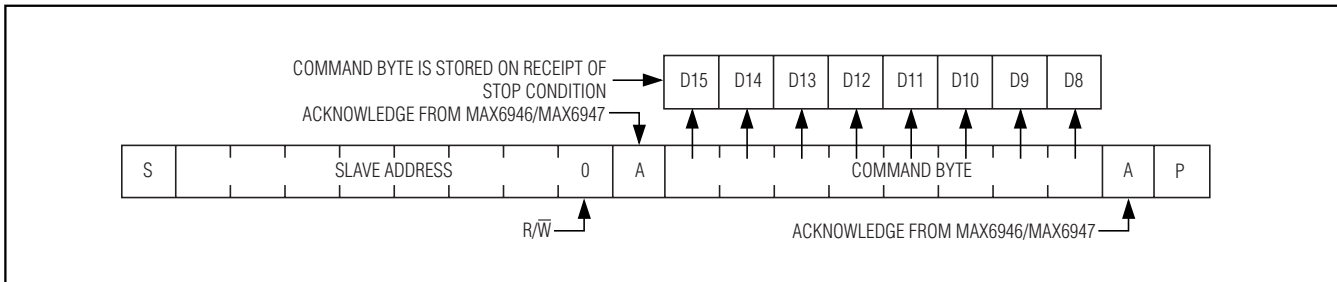 COMMAND BYTE IS STORED ON RECEIPT OF
STOP CONDITION
D15 D14 D13 D12 D11 D10 D9 D8
ACKNOWLEDGE FROM MAX6946/MAX6947
S SLAVE ADDRESS 0 A COMMAND BYTE A P
R/W̅
ACKNOWLEDGE FROM MAX6946/MAX6947